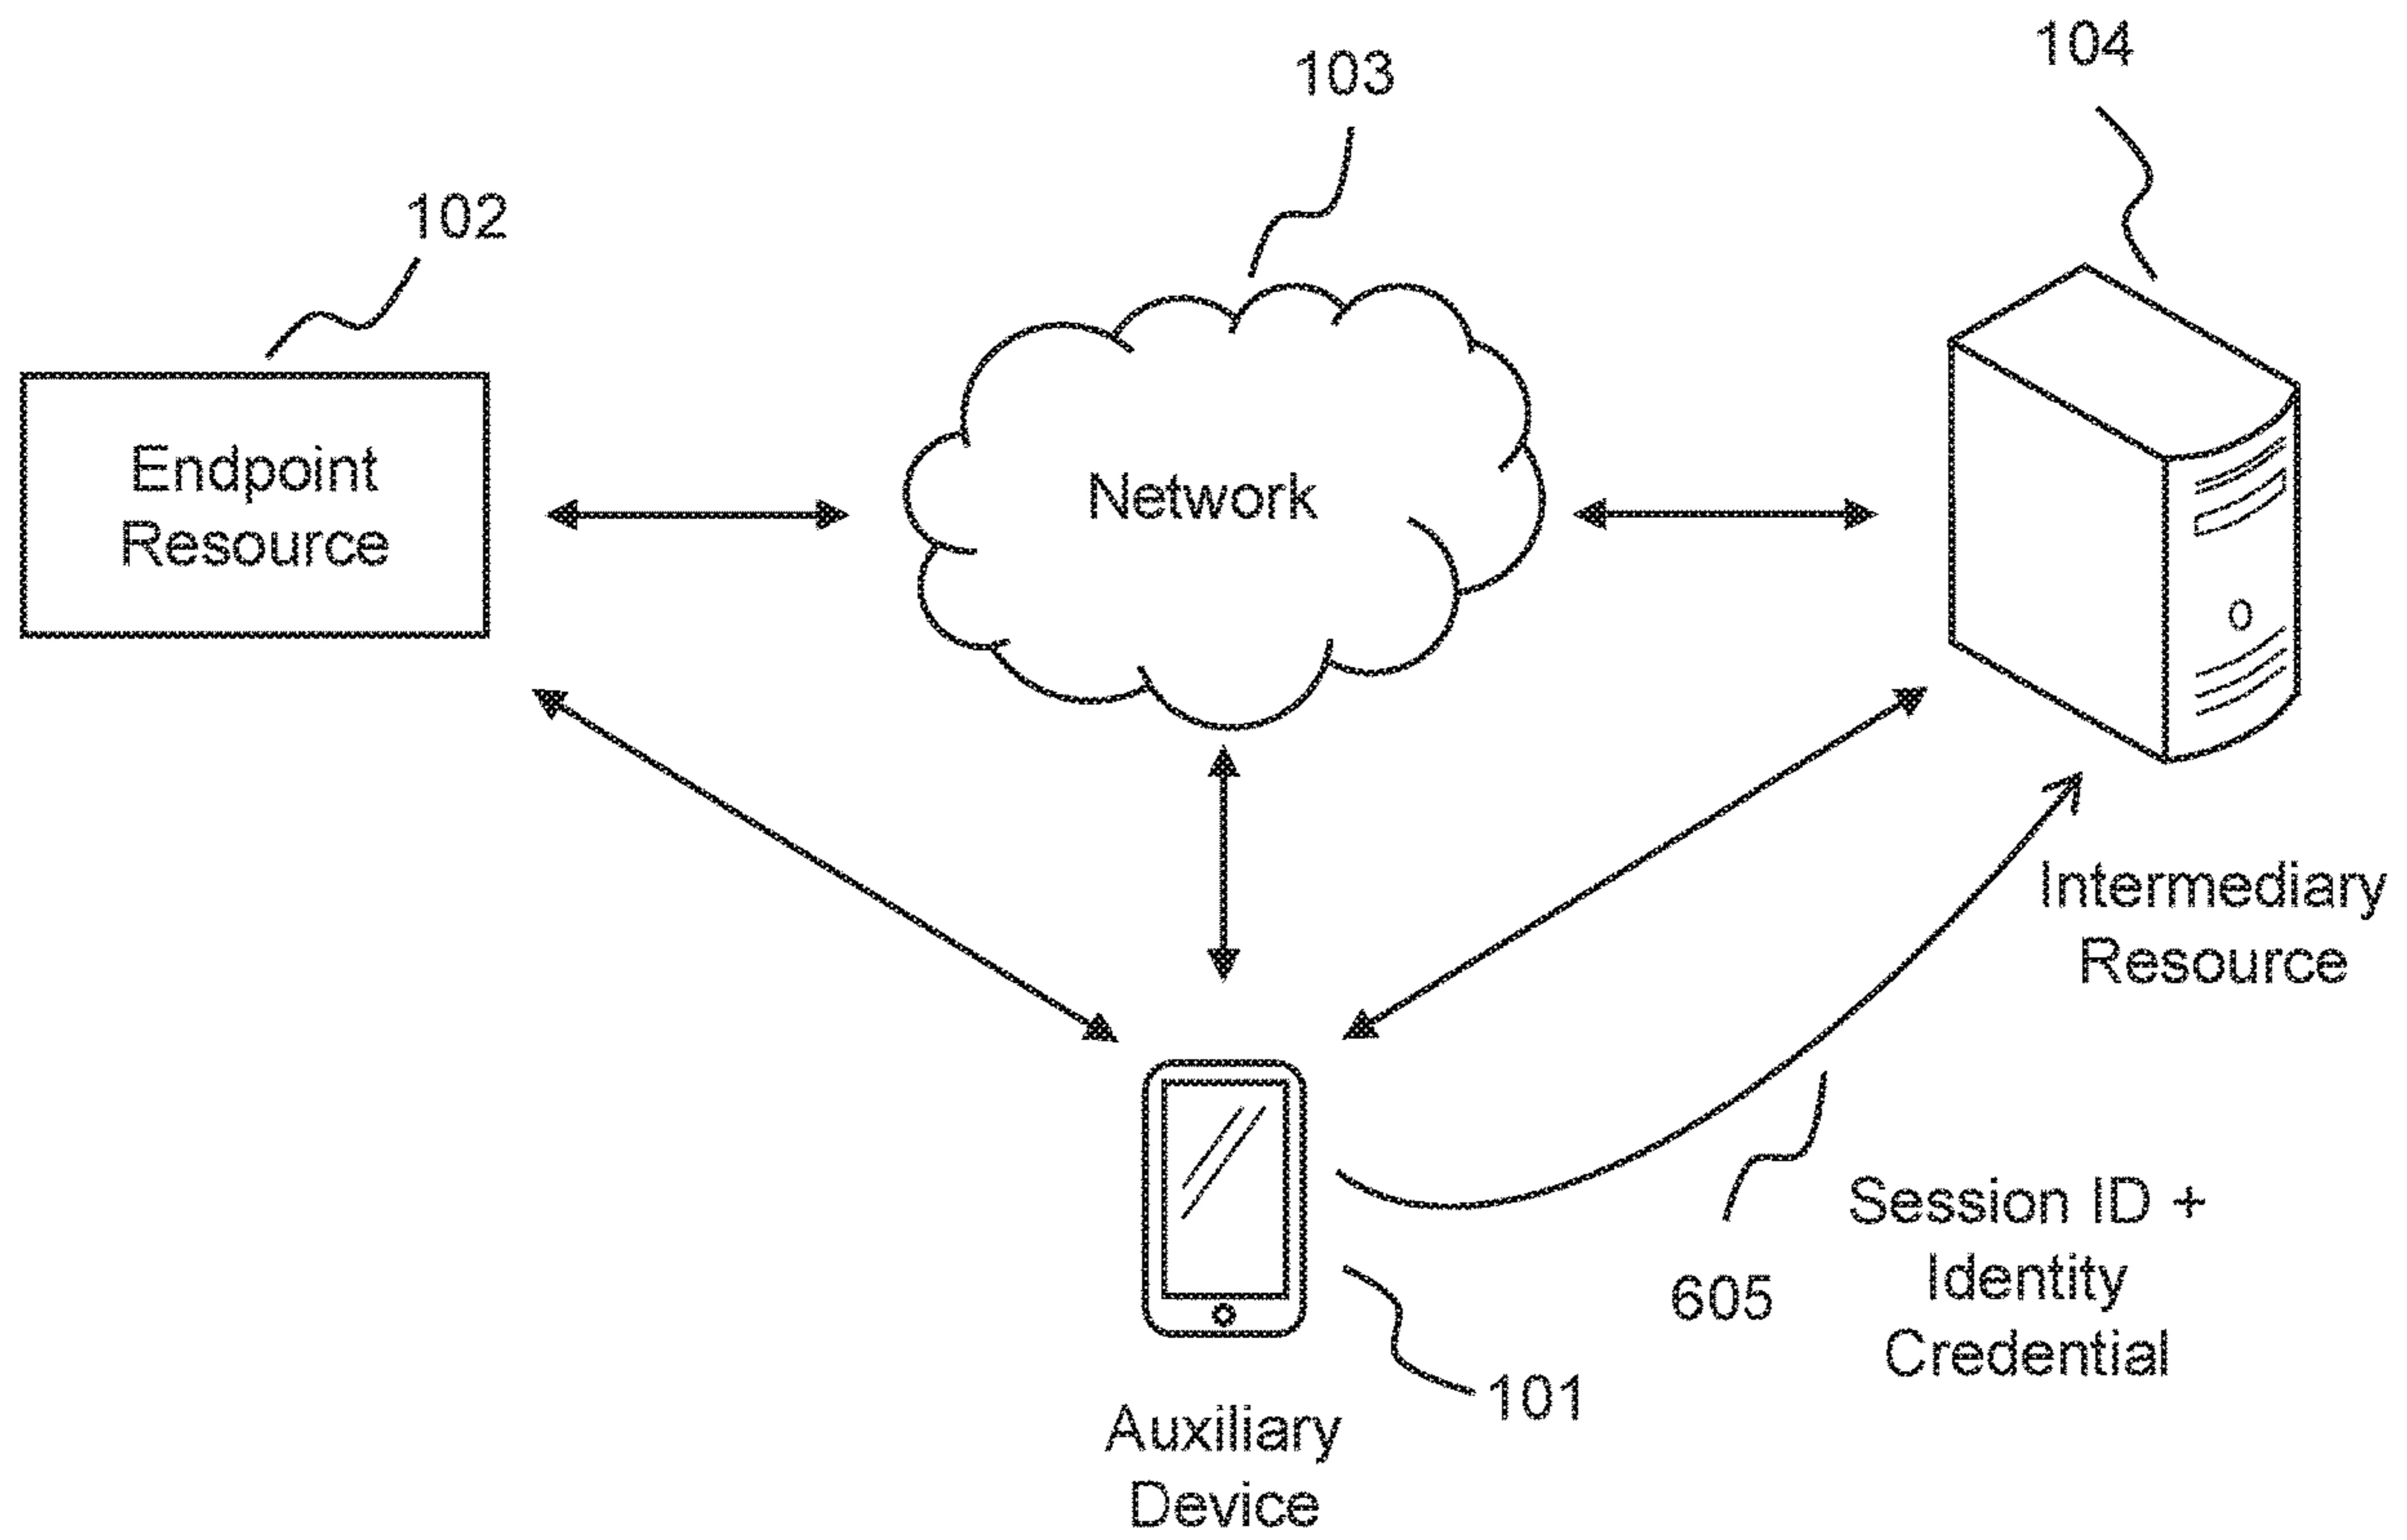 104
103
102
Endpoint
Resource
Network
Intermediary
Resource
Session ID +
Identity
Credential
605
101
Auxiliary
Device